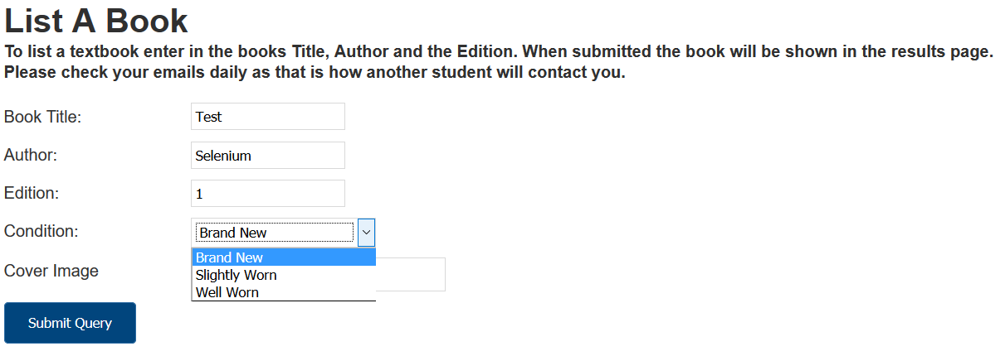 List A Book
To list a textbook enter in the books Title, Author and the Edition. When submitted the book will be shown in the results page.
Please check your emails daily as that is how another student will contact you.
Book Title: Test
Author: Selenium
Edition: 1
Condition: Brand New
Brand New
Slightly Worn
Cover Image
Well Worn
Submit Query